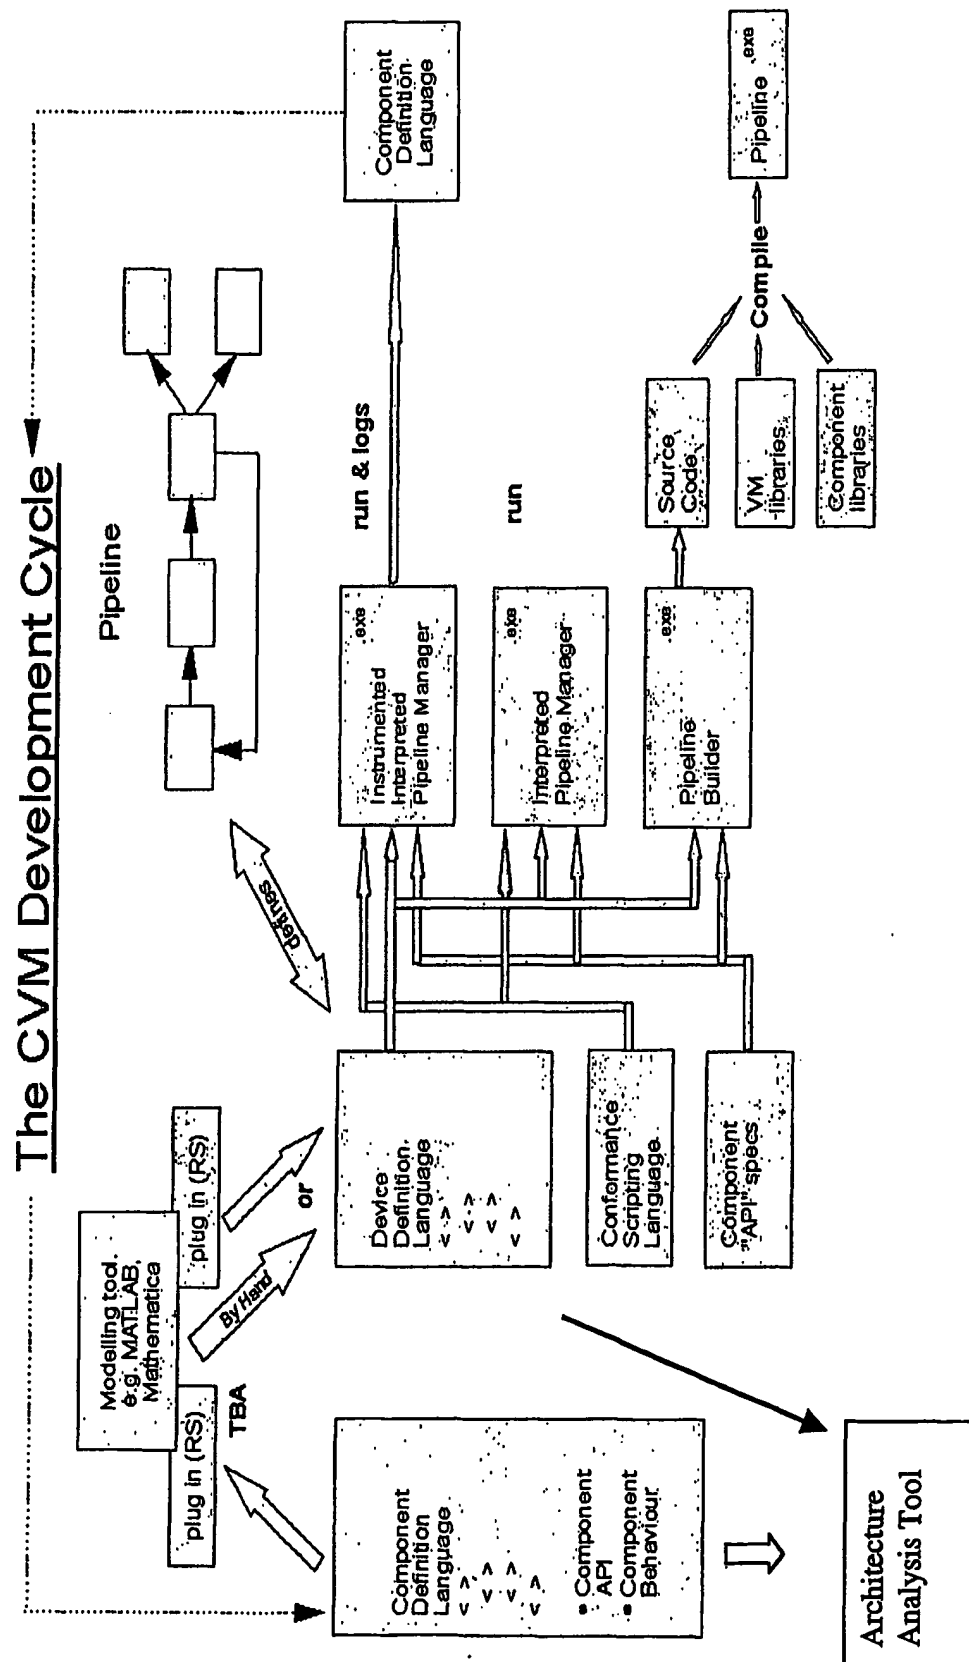 The CVM Development Cycle
Modelling tool.
e.g. MATLAB,
Mathematica
plug in (RS)
plug in (RS)
TBA
By Hand
or
defines
Pipeline
Component
Definition
Language
< >
< >
< >
< >
• Component
API
• Component
Behaviour
Device
Definition
Language
< >
< >
< >
< >
Conformance
Scripting
Language
Component
"API" specs
Instrumented
Interpreted
Pipeline Manager
.exe
run & logs
Component
Definition
Language
Interpreted
Pipeline Manager
.exe
run
Pipeline
Builder
.exe
Source
Code
VM
-libraries
Component
libraries
Compile
Pipeline .exe
Architecture
Analysis Tool